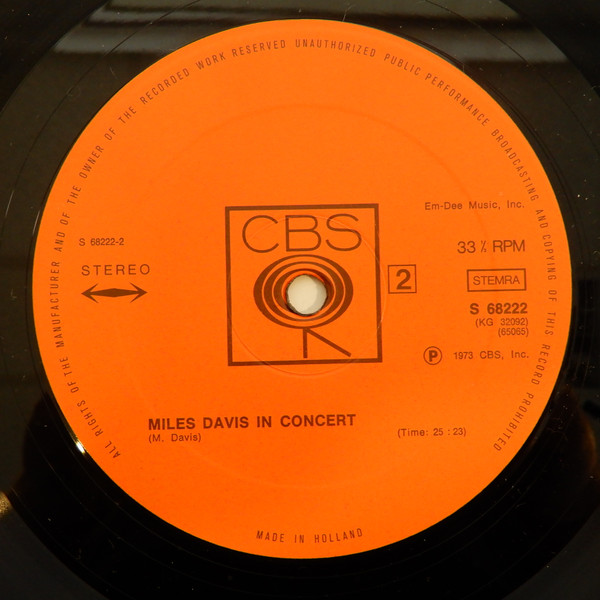 ALL RIGHTS OF THE MANUFACTURER AND OF THE OWNER OF THE RECORDED WORK RESERVED UNAUTHORIZED PUBLIC PERFORMANCE BROADCASTING AND COPYING OF THIS RECORD PROHIBITED
Em-Dee Music, Inc.
CBS
S 68222-2
33 ⅓ RPM
STEREO
2
STEMRA
S 68222
(KG 32092)
(65065)
Ⓟ 1973 CBS, Inc.
MILES DAVIS IN CONCERT
(M. Davis)
(Time: 25 : 23)
MADE IN HOLLAND